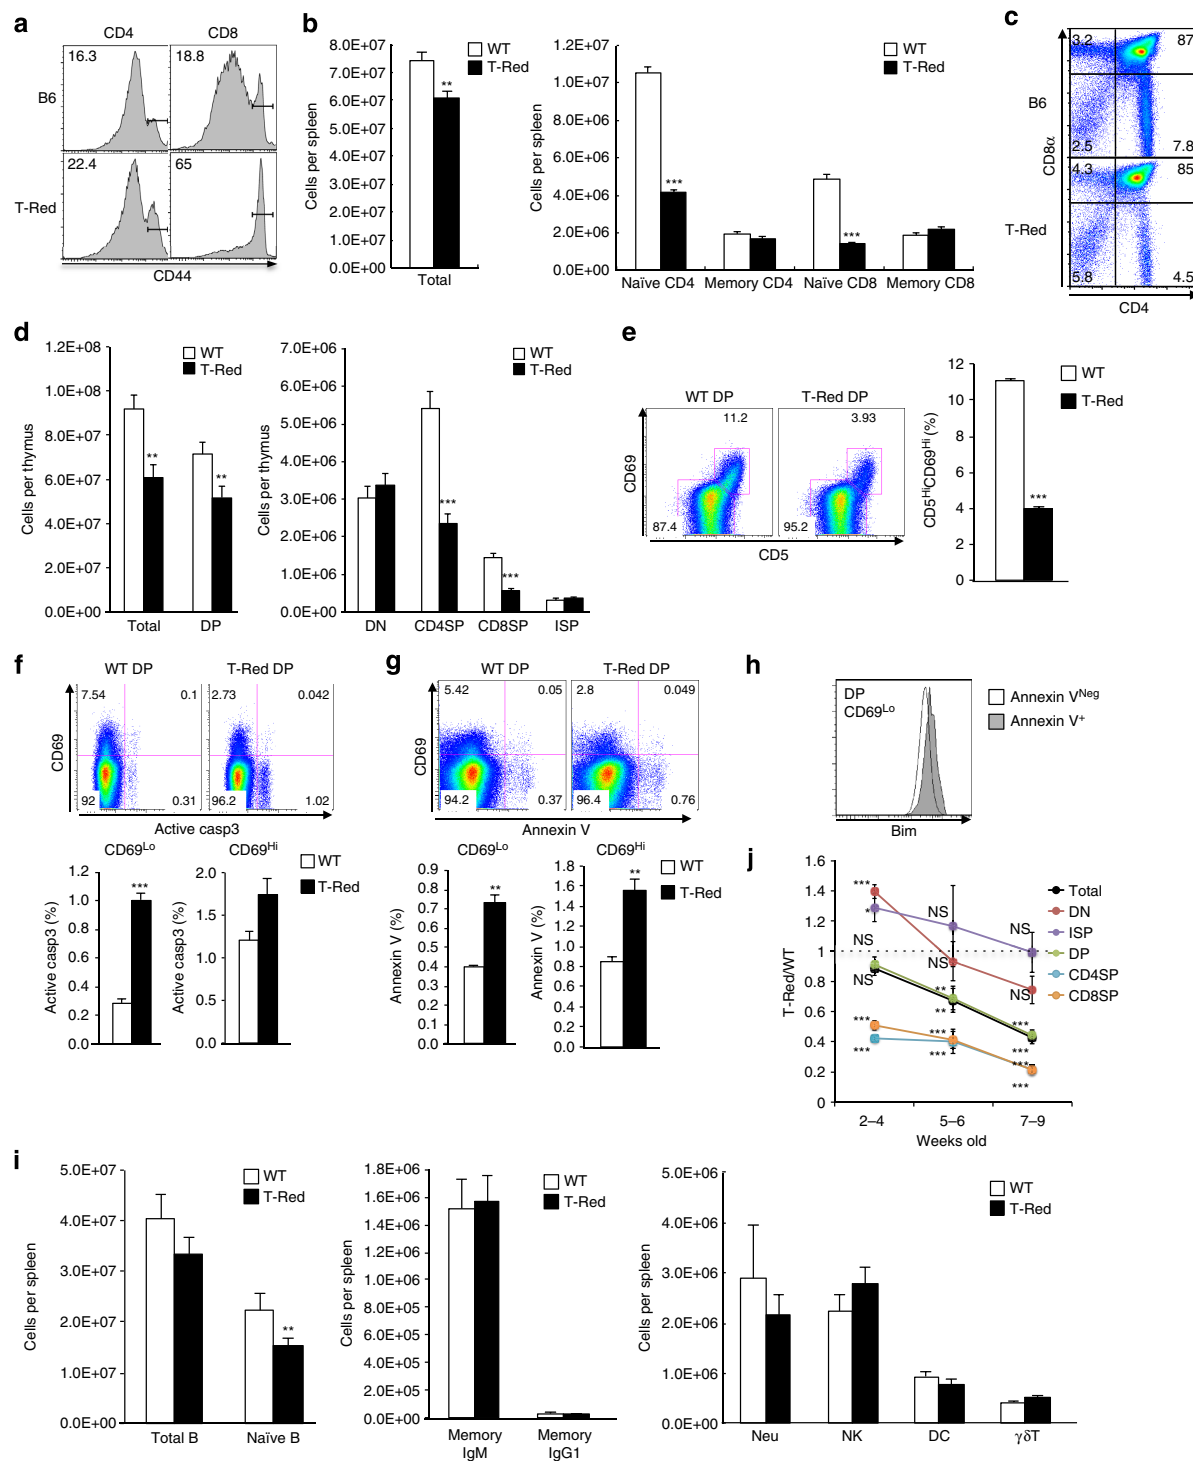 a
CD4 CD8
16.3 18.8
B6
22.4 65
T-Red
CD44
b
8.0E+07
7.0E+07
6.0E+07
5.0E+07
4.0E+07
3.0E+07
2.0E+07
1.0E+07
0.0E+00
Cells per spleen
WT
T-Red
**
Total
1.2E+07
1.0E+07
8.0E+06
6.0E+06
4.0E+06
2.0E+06
0.0E+00
Cells per spleen
WT
T-Red
***
***
Naïve CD4 Memory CD4 Naïve CD8 Memory CD8
c
3.2 87
B6
2.5 7.8
CD8α
4.3 85
T-Red
5.8 4.5
CD4
d
1.2E+08
1.0E+08
8.0E+07
6.0E+07
4.0E+07
2.0E+07
0.0E+00
Cells per thymus
WT
T-Red
** **
Total DP
7.0E+06
6.0E+06
5.0E+06
4.0E+06
3.0E+06
2.0E+06
1.0E+06
0.0E+00
Cells per thymus
WT
T-Red
***
***
DN CD4SP CD8SP ISP
e
WT DP T-Red DP
11.2 3.93
CD69
87.4 95.2
CD5
12
10
8
6
4
2
0
CD5HiCD69Hi (%)
WT
T-Red
***
f
WT DP T-Red DP
7.54 0.1 2.73 0.042
CD69
92 0.31 96.2 1.02
Active casp3
CD69Lo
1.2
1.0
0.8
0.6
0.4
0.2
0.0
Active casp3 (%)
***
CD69Hi
2.0
1.5
1.0
0.5
0.0
Active casp3 (%)
WT
T-Red
g
WT DP T-Red DP
5.42 0.05 2.8 0.049
CD69
94.2 0.37 96.4 0.76
Annexin V
CD69Lo
0.9
0.8
0.7
0.6
0.5
0.4
0.3
0.2
0.1
0.0
Annexin V (%)
**
CD69Hi
1.8
1.6
1.4
1.2
1.0
0.8
0.6
0.4
0.2
0.0
Annexin V (%)
**
WT
T-Red
h
DP
CD69Lo
Annexin VNeg
Annexin V+
Bim
j
1.6
1.4
1.2
1
0.8
0.6
0.4
0.2
0
T-Red/WT
*** * NS NS *** ***
NS NS ** ** *** ***
NS NS *** *** ***
Total
DN
ISP
DP
CD4SP
CD8SP
2–4 5–6 7–9
Weeks old
i
5.0E+07
4.0E+07
3.0E+07
2.0E+07
1.0E+07
0.0E+00
Cells per spleen
WT
T-Red
**
Total B Naïve B
1.8E+06
1.6E+06
1.4E+06
1.2E+06
1.0E+06
8.0E+05
6.0E+05
4.0E+05
2.0E+05
0.0E+00
Cells per spleen
WT
T-Red
Memory Memory
IgM IgG1
5.0E+06
4.0E+06
3.0E+06
2.0E+06
1.0E+06
0.0E+00
Cells per spleen
WT
T-Red
Neu NK DC γδT